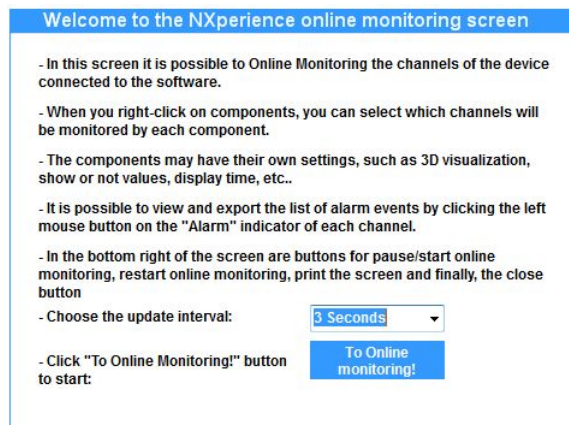 Welcome to the NXperience online monitoring screen
- In this screen it is possible to Online Monitoring the channels of the device
connected to the software.
- When you right-click on components, you can select which channels will
be monitored by each component.
- The components may have their own settings, such as 3D visualization,
show or not values, display time, etc..
- It is possible to view and export the list of alarm events by clicking the left
mouse button on the "Alarm" indicator of each channel.
- In the bottom right of the screen are buttons for pause/start online
monitoring, restart online monitoring, print the screen and finally, the close
button
- Choose the update interval:
3 Seconds
- Click "To Online Monitoring!" button
to start:
To Online
monitoring!